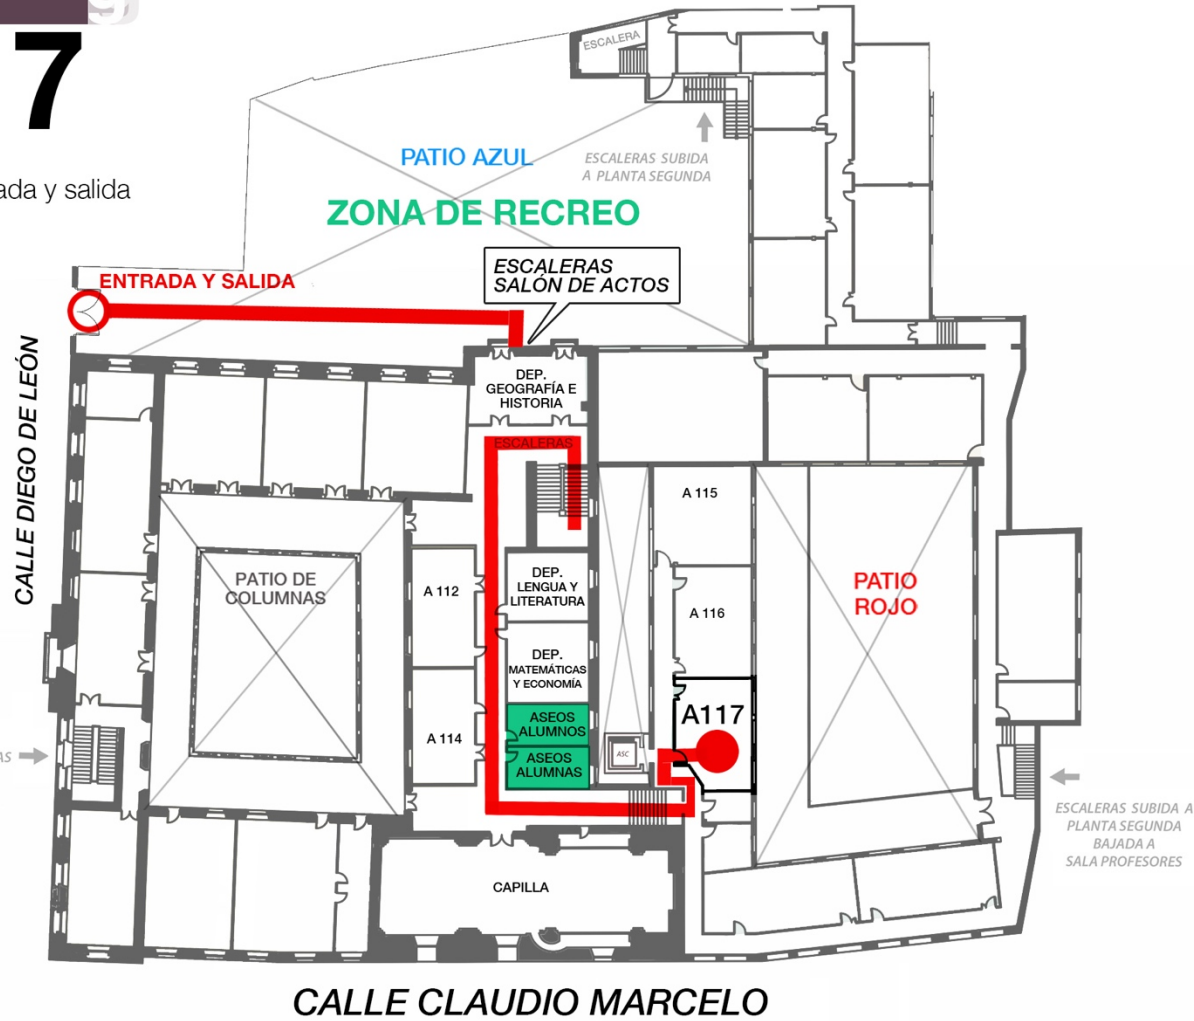 7
ada y salida
ESCALERA
PATIO AZUL
ESCALERAS SUBIDA
A PLANTA SEGUNDA
ZONA DE RECREO
ENTRADA Y SALIDA
ESCALERAS
SALÓN DE ACTOS
CALLE DIEGO DE LEÓN
DEP.
GEOGRAFÍA E
HISTORIA
ESCALERAS
A 115
PATIO DE
COLUMNAS
A 112
DEP.
LENGUA Y
LITERATURA
A 116
PATIO
ROJO
DEP.
MATEMÁTICAS
Y ECONOMÍA
A 114
ASEOS
ALUMNOS
ASEOS
ALUMNAS
ASC
A117
AS
ESCALERAS SUBIDA A
PLANTA SEGUNDA
BAJADA A
SALA PROFESORES
CAPILLA
CALLE CLAUDIO MARCELO